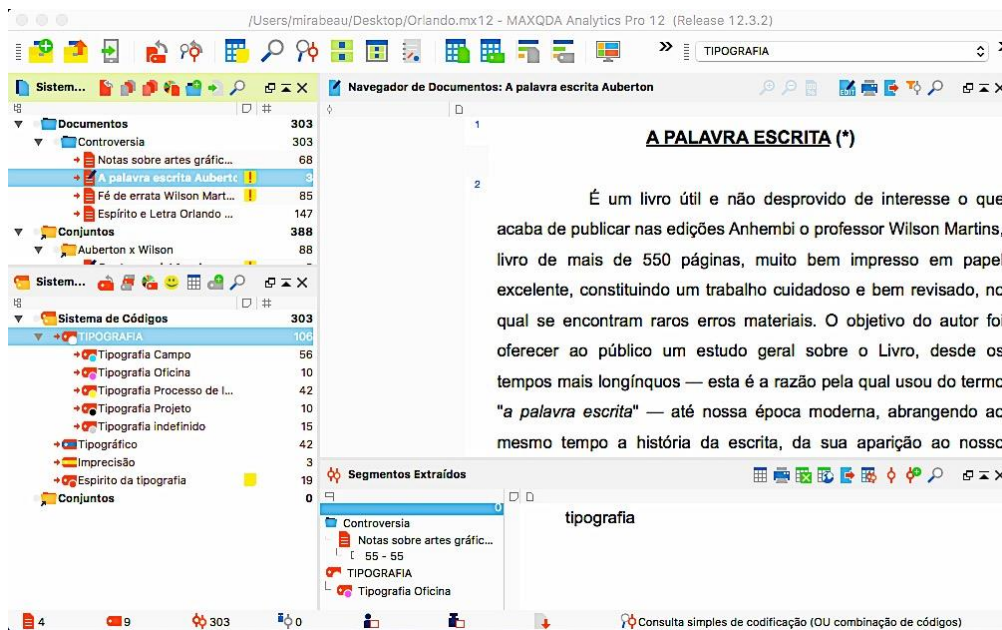 /Users/mirabeau/Desktop/Orlando.mx12 - MAXQDA Analytics Pro 12 (Release 12.3.2)
TIPOGRAFIA
Sistem...
#
Documentos 303
Controversia 303
Notas sobre artes gráfic... 68
A palavra escrita Auberto 3
Fé de errata Wilson Mart... 85
Espírito e Letra Orlando ... 147
Conjuntos 388
Auberton x Wilson 88
Sistem...
#
Sistema de Códigos 303
TIPOGRAFIA 106
Tipografia Campo 56
Tipografia Oficina 10
Tipografia Processo de I... 42
Tipografia Projeto 10
Tipografia indefinido 15
Tipográfico 42
Imprecisão 3
Espirito da tipografia 19
Conjuntos 0
Navegador de Documentos: A palavra escrita Auberton
1
A PALAVRA ESCRITA (*)
2
É um livro útil e não desprovido de interesse o que
acaba de publicar nas edições Anhembi o professor Wilson Martins,
livro de mais de 550 páginas, muito bem impresso em papel
excelente, constituindo um trabalho cuidadoso e bem revisado, no
qual se encontram raros erros materiais. O objetivo do autor foi
oferecer ao público um estudo geral sobre o Livro, desde os
tempos mais longínquos — esta é a razão pela qual usou do termo
"a palavra escrita" — até nossa época moderna, abrangendo ao
mesmo tempo a história da escrita, da sua aparição ao nosso
Segmentos Extraídos
0
Controversia
Notas sobre artes gráfic...
55 - 55
TIPOGRAFIA
Tipografia Oficina
tipografia
4
9
303
0
Consulta simples de codificação (OU combinação de códigos)